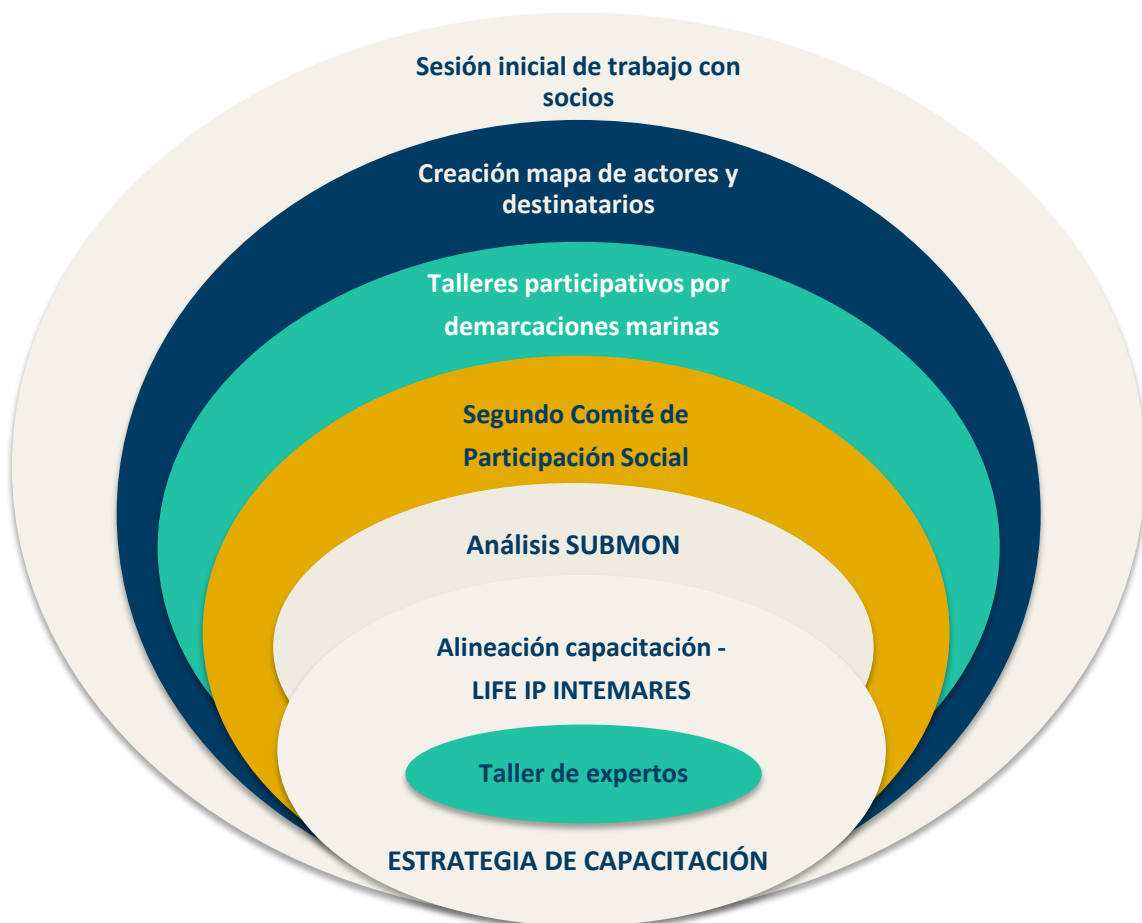 Sesión inicial de trabajo con
socios
Creación mapa de actores y
destinatarios
Talleres participativos por
demarcaciones marinas
Segundo Comité de
Participación Social
Análisis SUBMON
Alineación capacitación -
LIFE IP INTEMARES
Taller de expertos
ESTRATEGIA DE CAPACITACIÓN